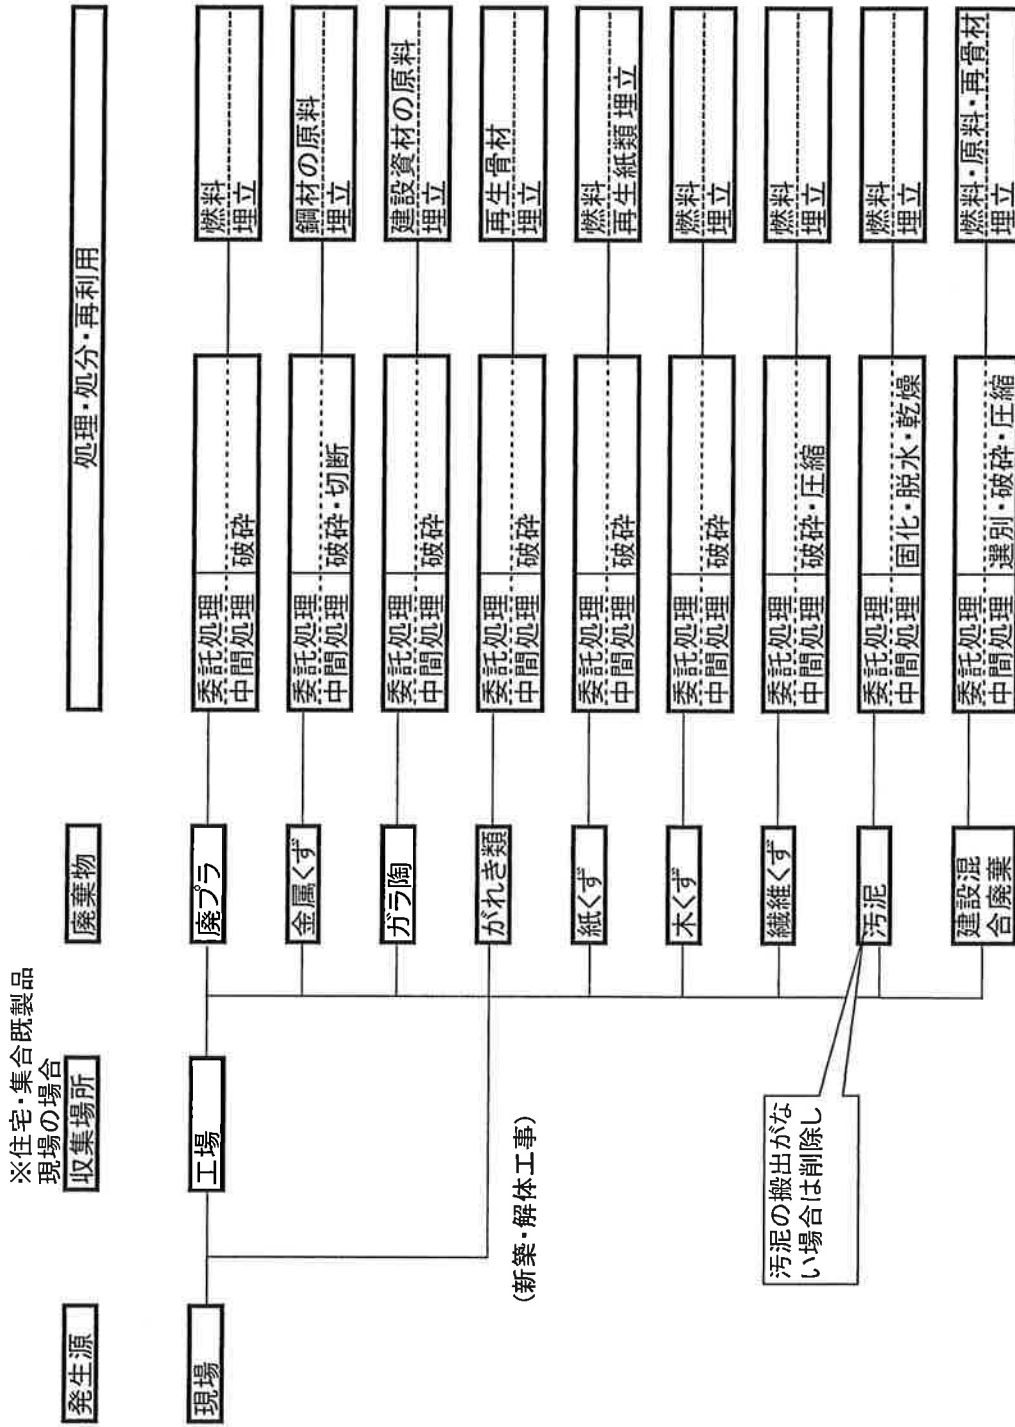 ※住宅・集合既製品
現場の場合
発生源
収集場所
廃棄物
処理・処分・再利用
現場
工場
廃プラ
委託処理
中間処理
破砕
燃料
埋立
金属くず
委託処理
中間処理
破砕・切断
鋼材の原料
埋立
ガラ陶
委託処理
中間処理
破砕
建設資材の原料
埋立
がれき類
委託処理
中間処理
破砕
再生骨材
埋立
(新築・解体工事)
紙くず
委託処理
中間処理
破砕
燃料
再生紙類埋立
木くず
委託処理
中間処理
破砕
燃料
埋立
繊維くず
委託処理
中間処理
破砕・圧縮
燃料
埋立
汚泥
委託処理
中間処理
固化・脱水・乾燥
燃料
埋立
汚泥の搬出がな
い場合は削除し
建設混
合廃棄
委託処理
中間処理
選別・破砕・圧縮
燃料・原料・再骨材
埋立